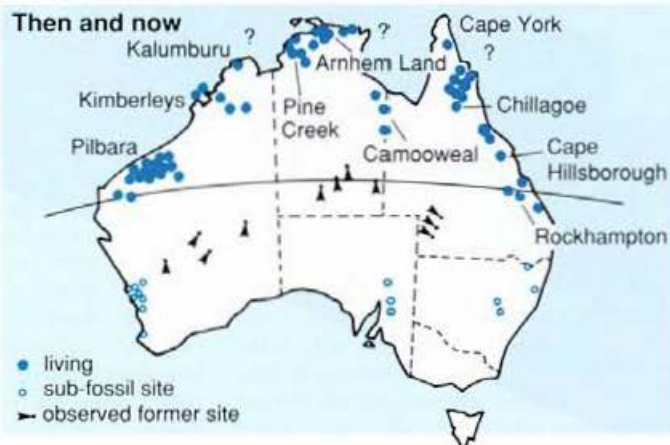 Then and now
Kalumburu
?
?
Cape York
?
Arnhem Land
Kimberleys
Pine
Creek
Chillagoe
Pilbara
Camooweal
Cape
Hillsborough
Rockhampton
living
sub-fossil site
observed former site